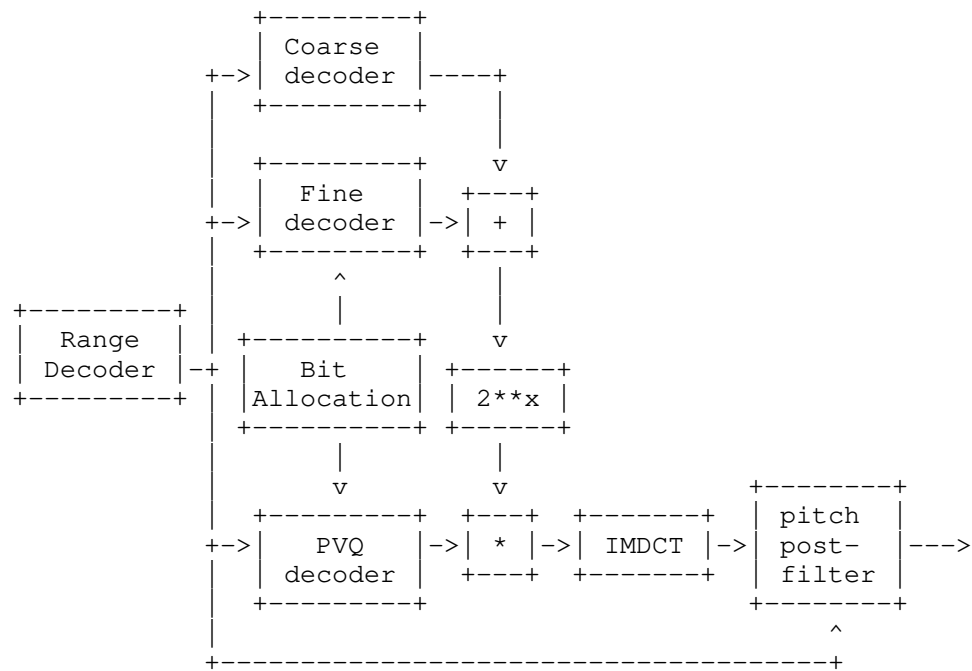 Coarse
decoder
Fine
decoder
+
Range
Decoder
Bit
Allocation
2**x
PVQ
decoder
*
IMDCT
pitch
post-
filter